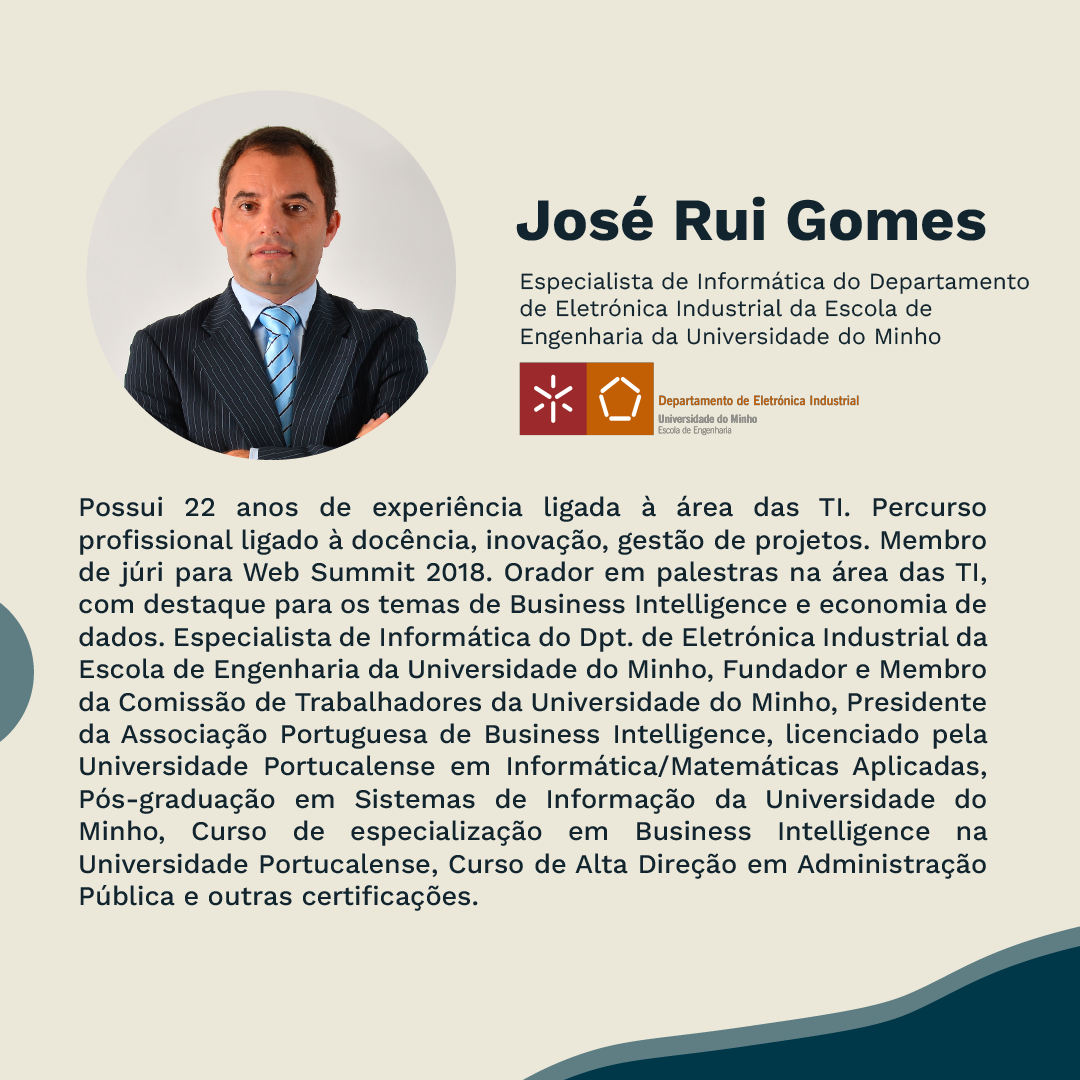 José Rui Gomes
Especialista de Informática do Departamento
de Eletrónica Industrial da Escola de
Engenharia da Universidade do Minho
Departamento de Eletrónica Industrial
Universidade do Minho
Escola de Engenharia
Possui 22 anos de experiência ligada à área das TI. Percurso
profissional ligado à docência, inovação, gestão de projetos. Membro
de júri para Web Summit 2018. Orador em palestras na área das TI,
com destaque para os temas de Business Intelligence e economia de
dados. Especialista de Informática do Dpt. de Eletrónica Industrial da
Escola de Engenharia da Universidade do Minho, Fundador e Membro
da Comissão de Trabalhadores da Universidade do Minho, Presidente
da Associação Portuguesa de Business Intelligence, licenciado pela
Universidade Portucalense em Informática/Matemáticas Aplicadas,
Pós-graduação em Sistemas de Informação da Universidade do
Minho, Curso de especialização em Business Intelligence na
Universidade Portucalense, Curso de Alta Direção em Administração
Pública e outras certificações.